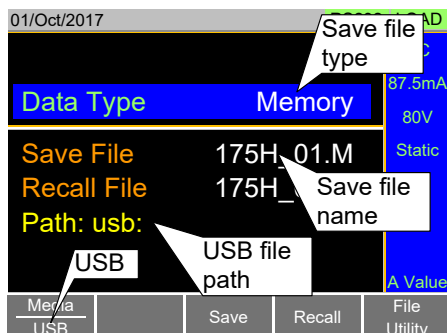 01/Oct/2017
Save file
type
87.5mA
Data Type Memory
80V
Save File 175H_01.M
Static
Recall File 175H_
Save file
name
Path: usb:
USB
USB file
path
A Value
Media
USB
Save
Recall
File
Utility